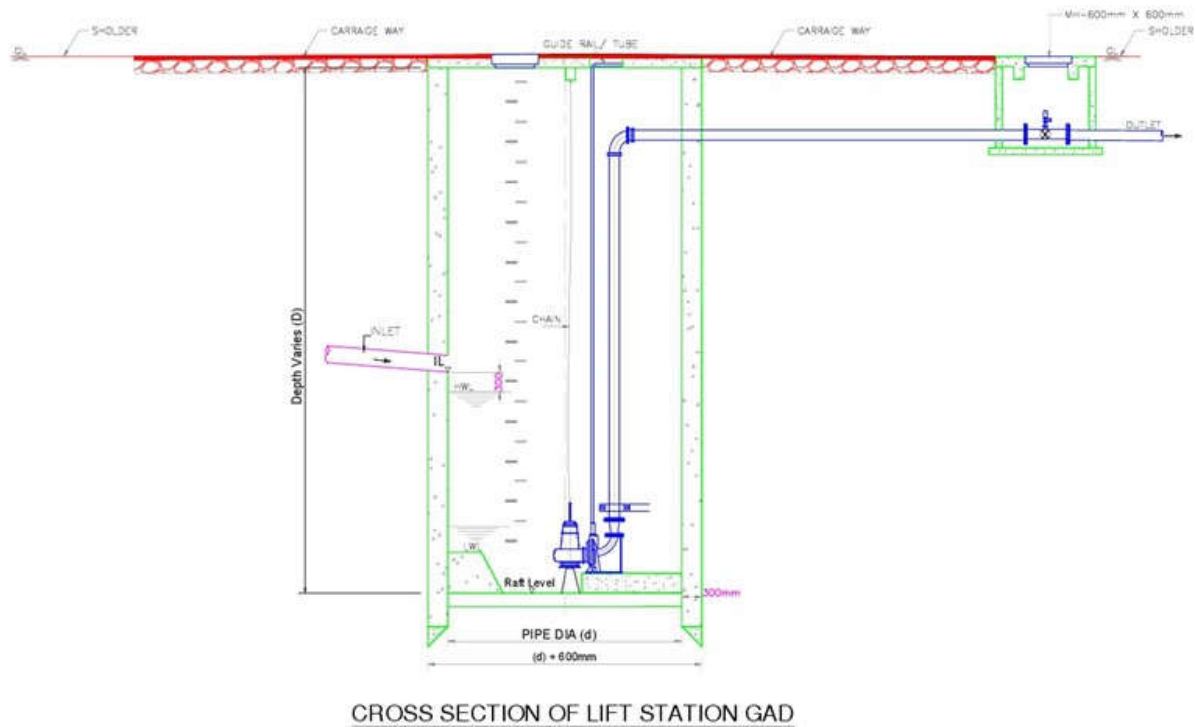 MH-600mm X 600mm
SHOLDER
CARRAIGE WAY
GUIDE RAIL/ TUBE
CARRAIGE WAY
SHOLDER
GL
GL
OUTLET
Depth Varies (D)
INLET
IL
CHAIN
300
HWL
LWL
Raft Level
300mm
PIPE DIA (d)
(d) + 600mm
CROSS SECTION OF LIFT STATION GAD